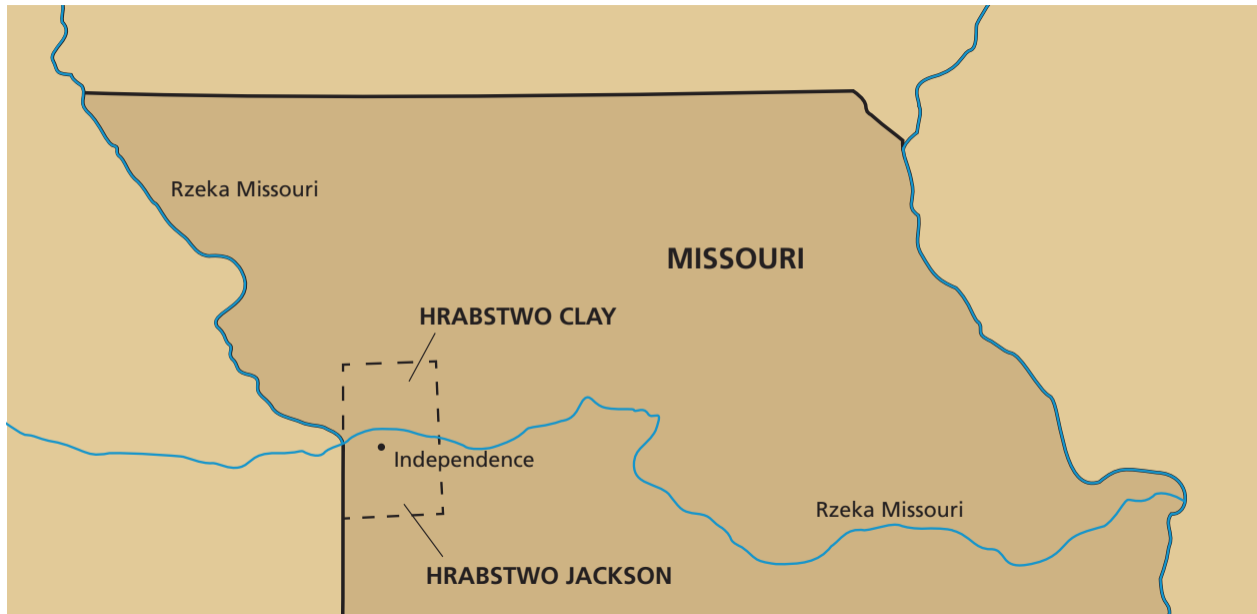 Rzeka Missouri
MISSOURI
HRABSTWO CLAY
Independence
Rzeka Missouri
HRABSTWO JACKSON